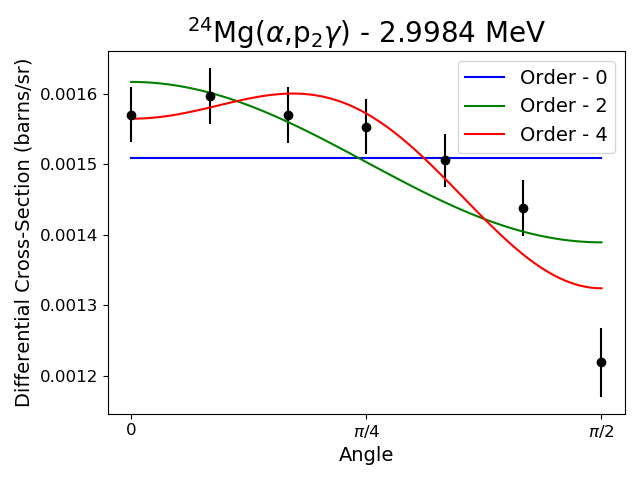 ²⁴Mg(α,p₂γ) - 2.9984 MeV
Differential Cross-Section (barns/sr)
0.0016
0.0015
0.0014
0.0013
0.0012
Order - 0
Order - 2
Order - 4
0
π/4
π/2
Angle